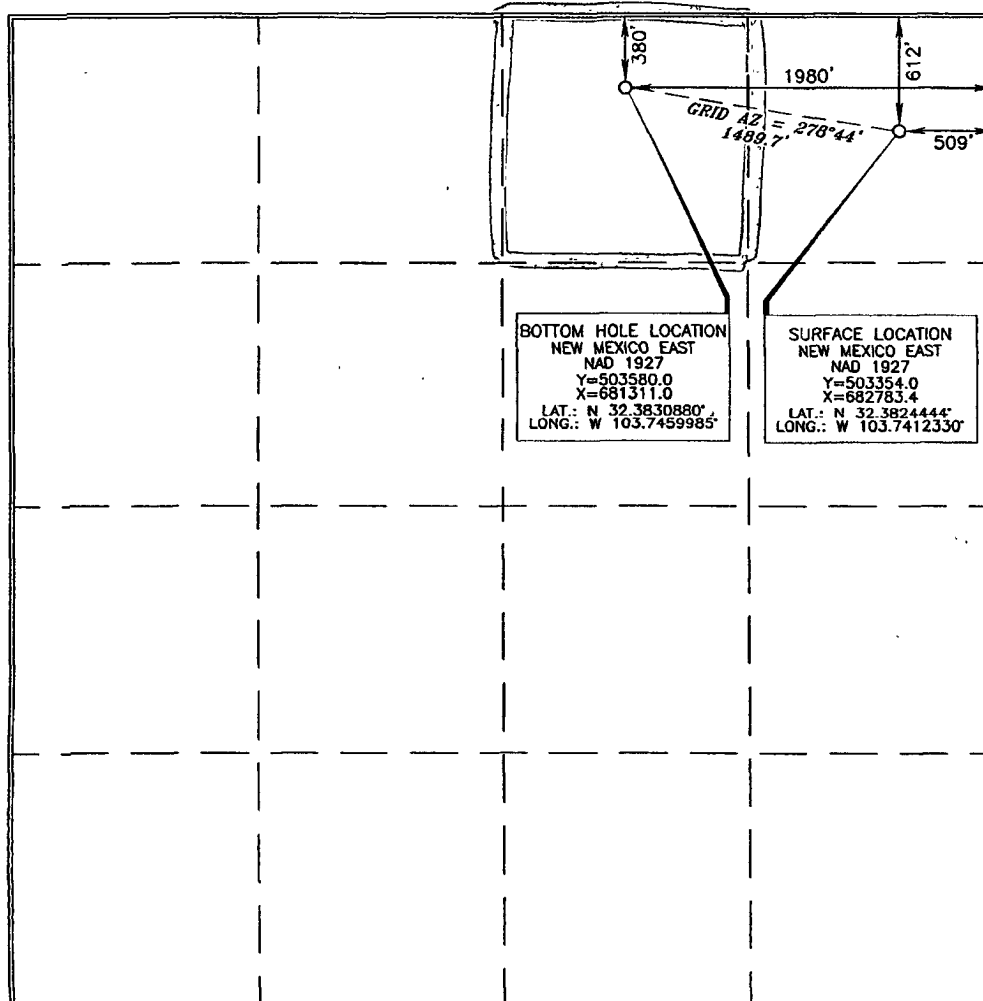 380'
612'
1980'
GRID AZ = 278°44'
1489.7'
509'
BOTTOM HOLE LOCATION
NEW MEXICO EAST
NAD 1927
Y=503580.0
X=681311.0
LAT.: N 32.3830880°
LONG.: W 103.7459985°
SURFACE LOCATION
NEW MEXICO EAST
NAD 1927
Y=503354.0
X=682783.4
LAT.: N 32.3824444°
LONG.: W 103.7412330°